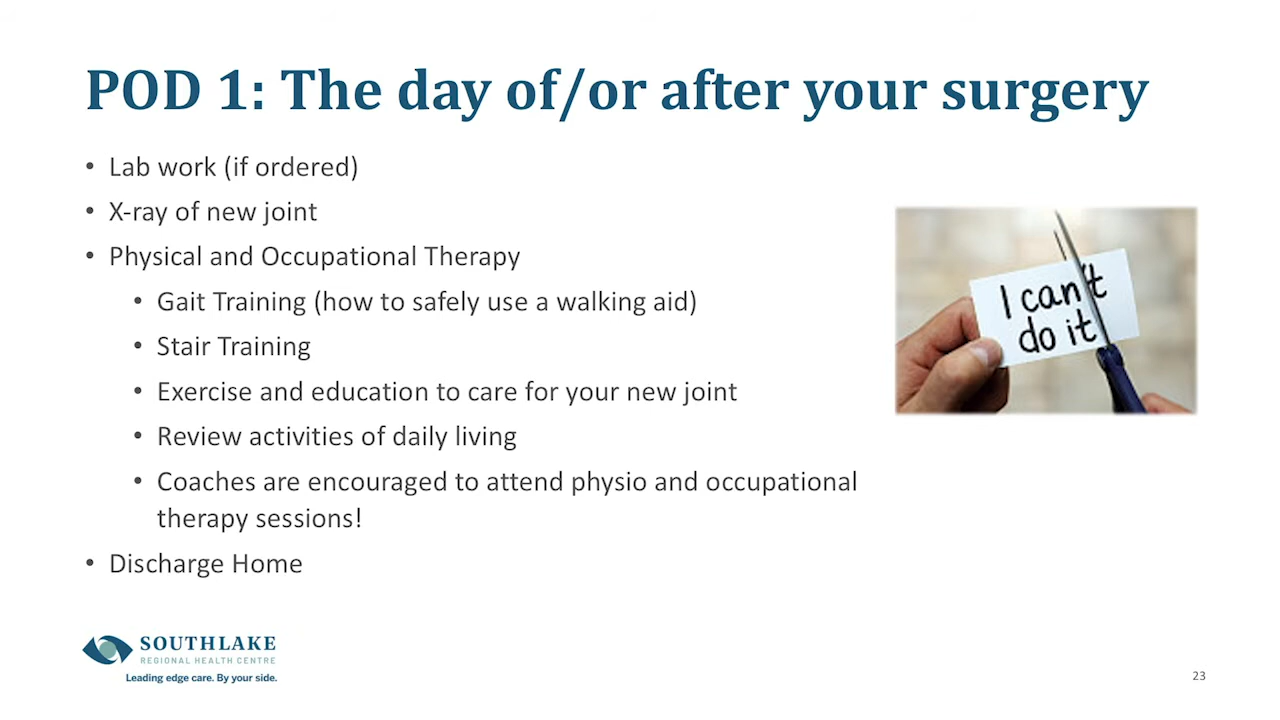 POD 1: The day of/or after your surgery
• Lab work (if ordered)
• X-ray of new joint
• Physical and Occupational Therapy
• Gait Training (how to safely use a walking aid)
• Stair Training
• Exercise and education to care for your new joint
• Review activities of daily living
• Coaches are encouraged to attend physio and occupational
therapy sessions!
• Discharge Home
I can't
do it
SOUTHLAKE
REGIONAL HEALTH CENTRE
Leading edge care. By your side.
23